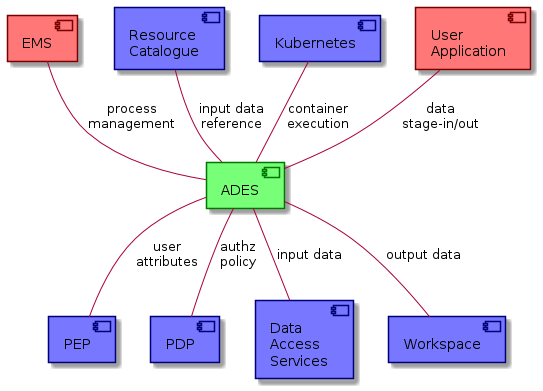 EMS
Resource
Catalogue
Kubernetes
User
Application
process
management
input data
reference
container
execution
data
stage-in/out
ADES
user
attributes
authz
policy
input data
output data
PEP
PDP
Data
Access
Services
Workspace